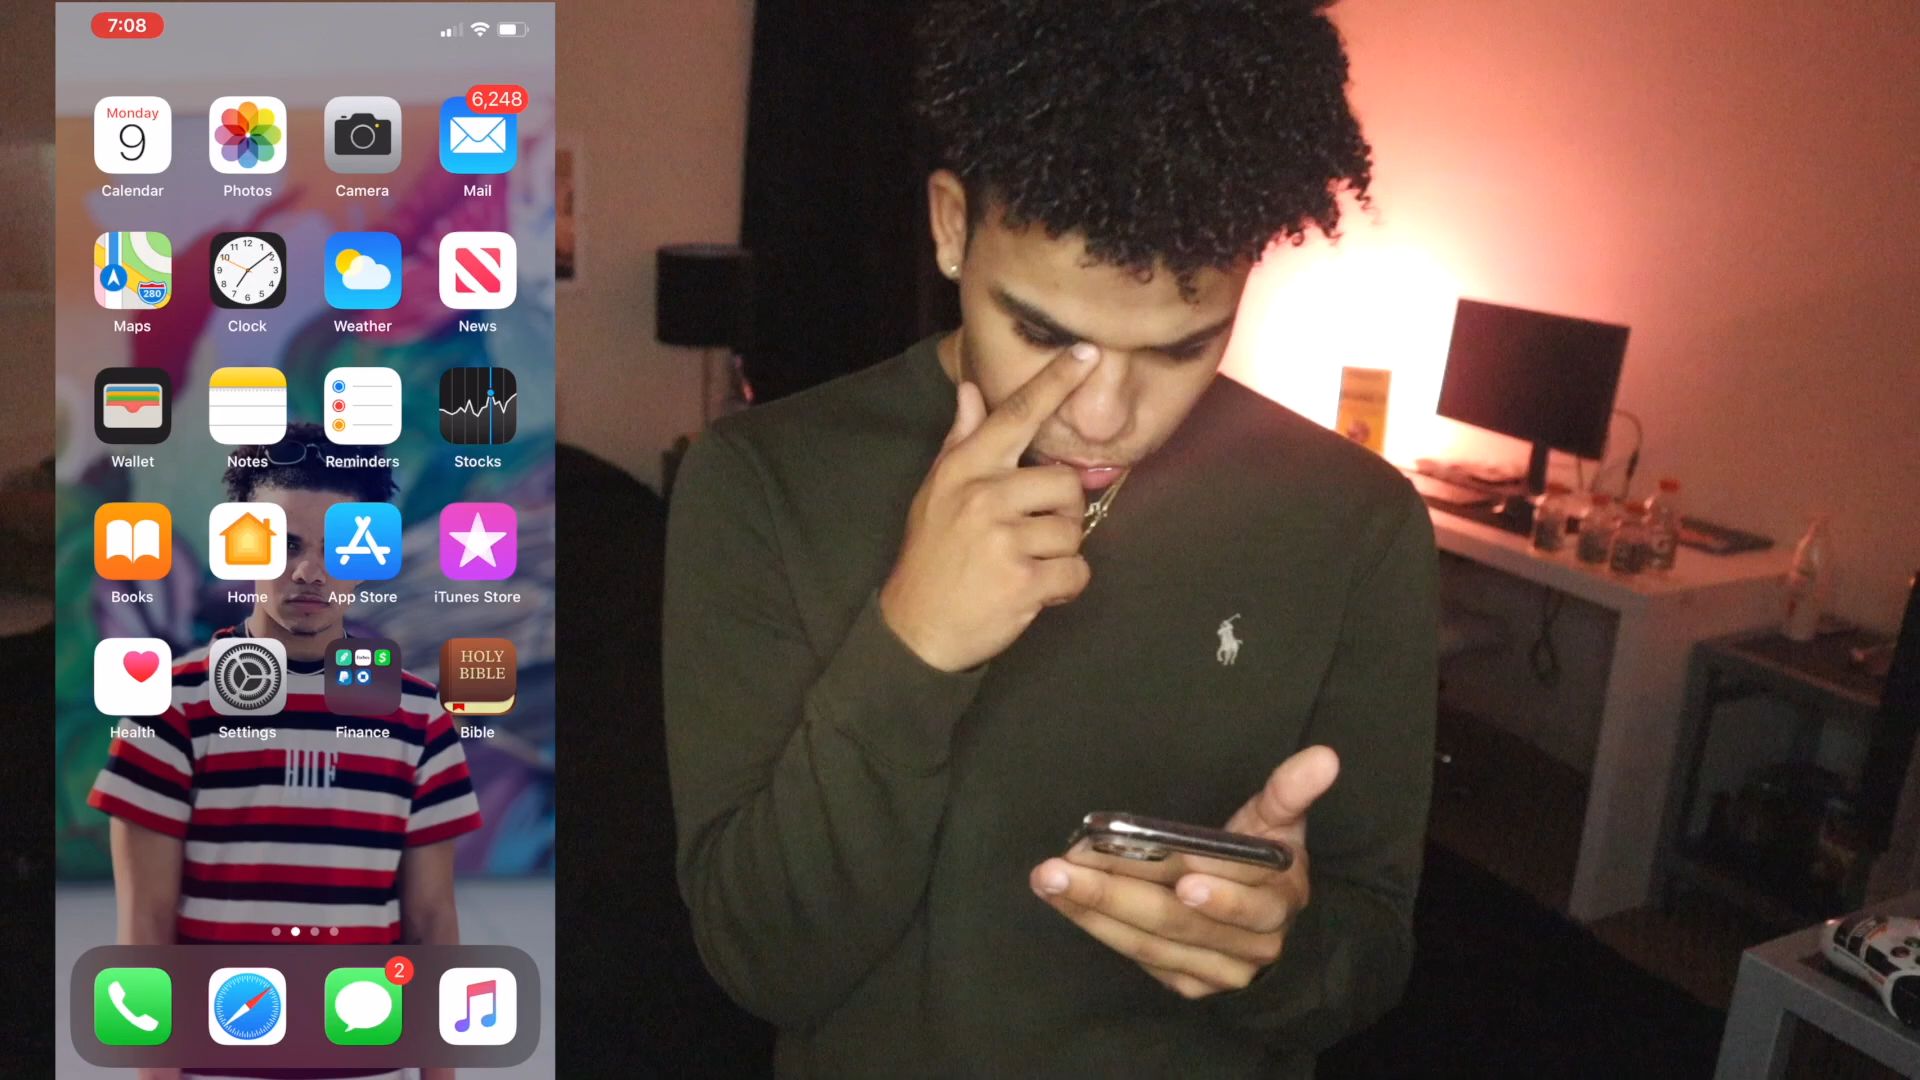 7:08
6,248
Monday
9
Calendar
Photos
Camera
Mail
280
Maps
Clock
Weather
News
Wallet
Notes
Reminders
Stocks
Books
Home
App Store
iTunes Store
HOLY
BIBLE
Health
Settings
Finance
Bible
2